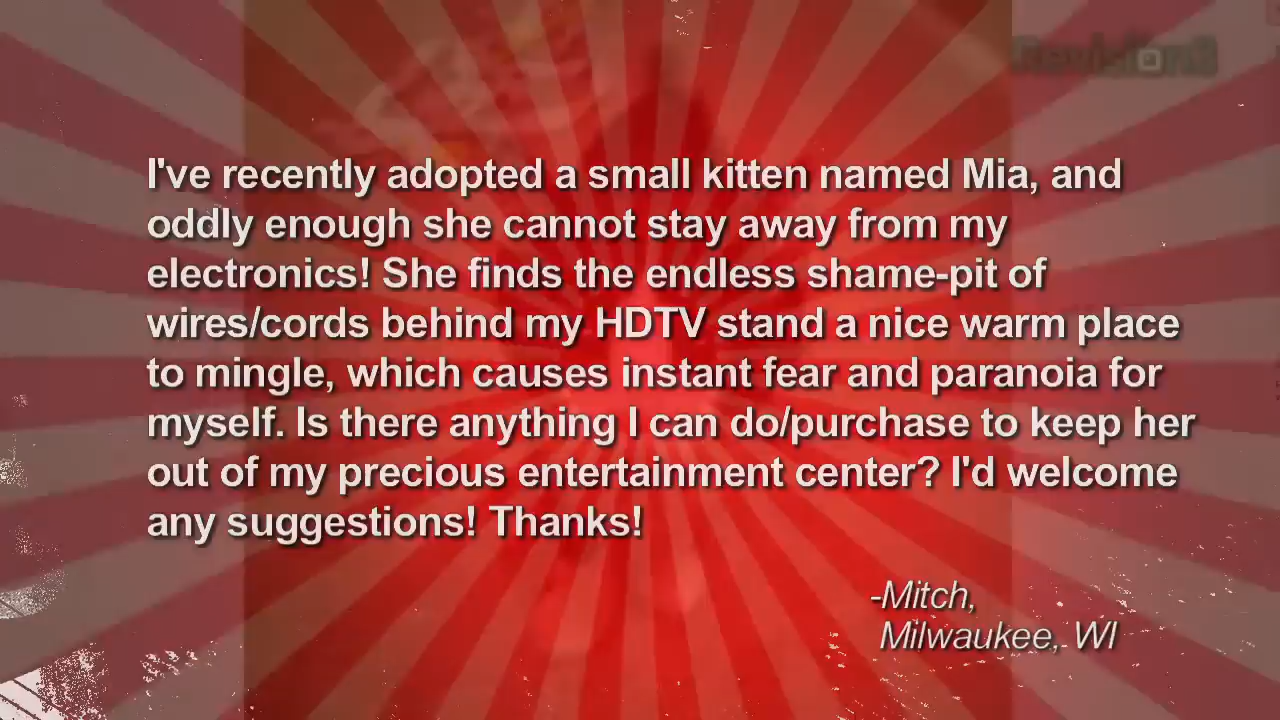 Revision3
I've recently adopted a small kitten named Mia, and
oddly enough she cannot stay away from my
electronics! She finds the endless shame-pit of
wires/cords behind my HDTV stand a nice warm place
to mingle, which causes instant fear and paranoia for
myself. Is there anything I can do/purchase to keep her
out of my precious entertainment center? I'd welcome
any suggestions! Thanks!
-Mitch,
Milwaukee, WI